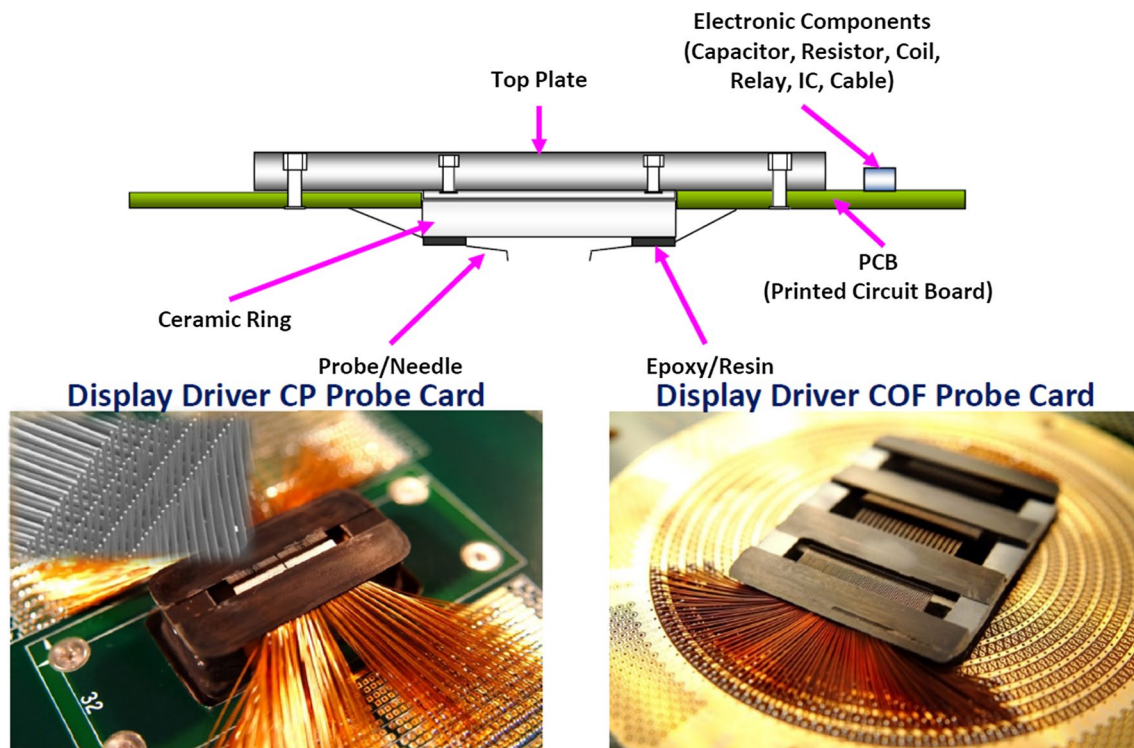 Electronic Components
(Capacitor, Resistor, Coil,
Relay, IC, Cable)
Top Plate
PCB
(Printed Circuit Board)
Ceramic Ring
Probe/Needle
Epoxy/Resin
Display Driver CP Probe Card
Display Driver COF Probe Card
32